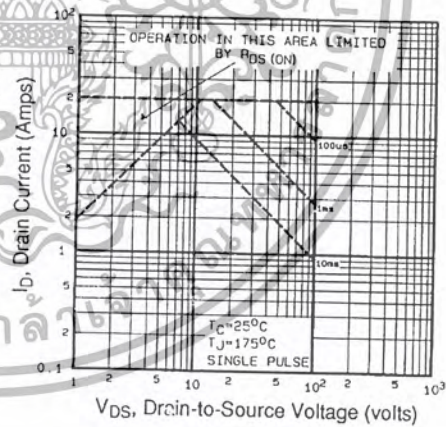 OPERATION IN THIS AREA LIMITED
BY RDS (ON)
10²
5
2
10
5
2
1
5
2
0.1
100us
1ms
10ms
TC=25°C
TJ=175°C
SINGLE PULSE
1 2 5 10 2 5 10² 2 5 10³
ID, Drain Current (Amps)
VDS, Drain-to-Source Voltage (volts)